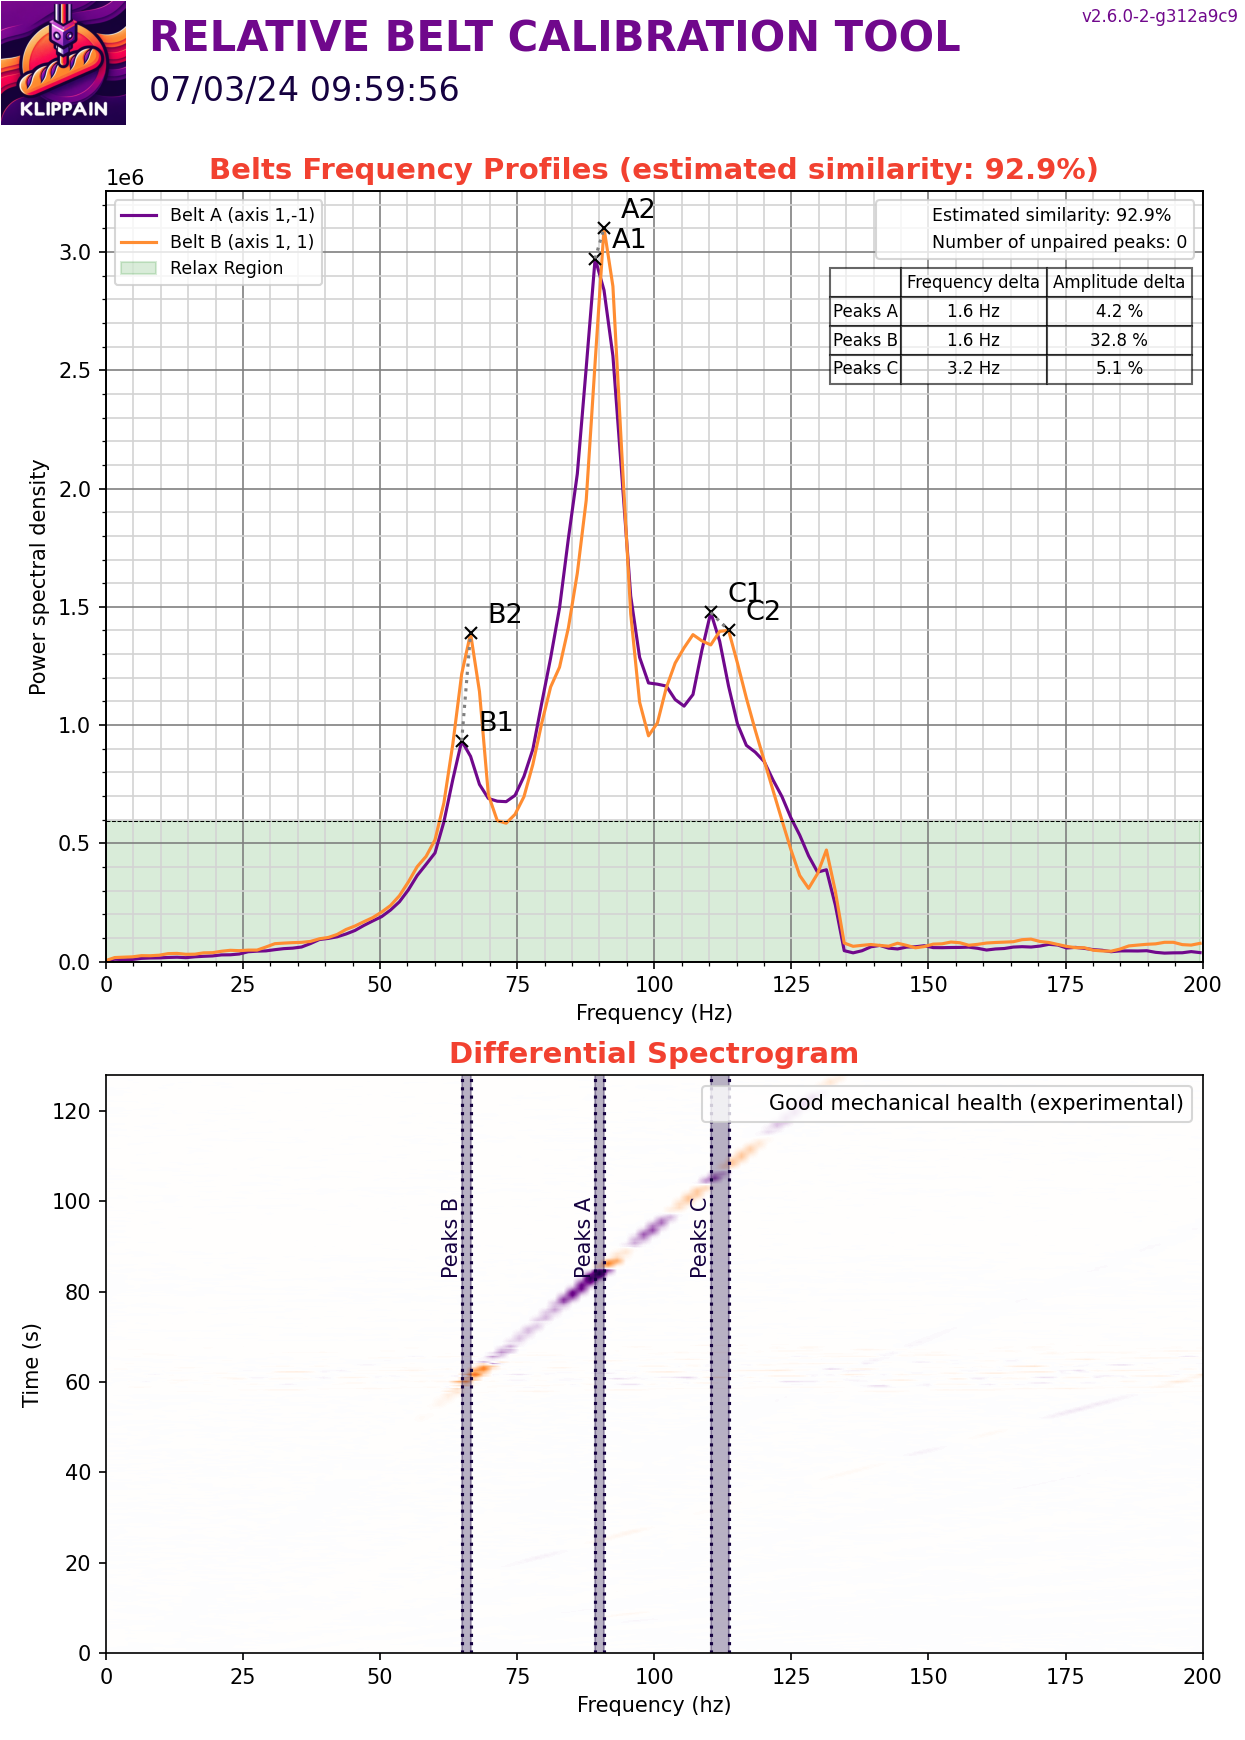 v2.6.0-2-g312a9c9
RELATIVE BELT CALIBRATION TOOL
07/03/24 09:59:56
KLIPPAIN
Belts Frequency Profiles (estimated similarity: 92.9%)
1e6
Belt A (axis 1,-1)
Belt B (axis 1, 1)
Relax Region
Estimated similarity: 92.9%
Number of unpaired peaks: 0
Frequency delta Amplitude delta
Peaks A 1.6 Hz 4.2 %
Peaks B 1.6 Hz 32.8 %
Peaks C 3.2 Hz 5.1 %
A2
A1
C1
C2
B2
B1
Power spectral density
3.0
2.5
2.0
1.5
1.0
0.5
0.0
0 25 50 75 100 125 150 175 200
Frequency (Hz)
Differential Spectrogram
Good mechanical health (experimental)
Peaks B
Peaks A
Peaks C
Time (s)
120
100
80
60
40
20
0
0 25 50 75 100 125 150 175 200
Frequency (hz)